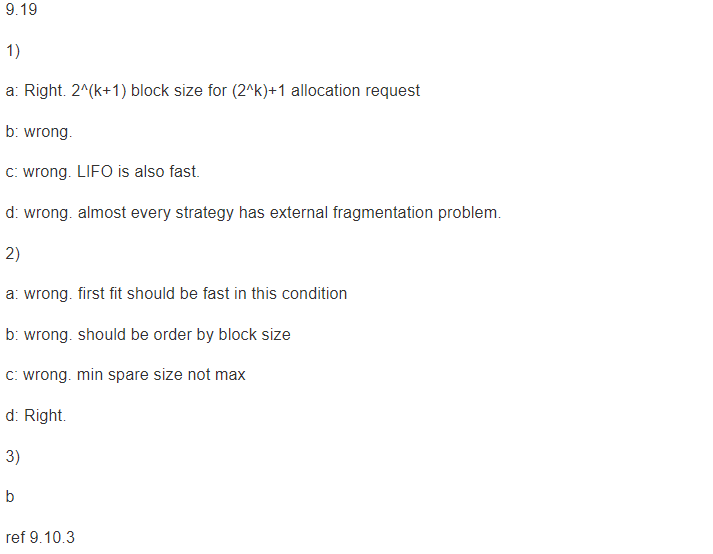 9.19
1)
a: Right. 2^(k+1) block size for (2^k)+1 allocation request
b: wrong.
c: wrong. LIFO is also fast.
d: wrong. almost every strategy has external fragmentation problem.
2)
a: wrong. first fit should be fast in this condition
b: wrong. should be order by block size
c: wrong. min spare size not max
d: Right.
3)
b
ref 9.10.3